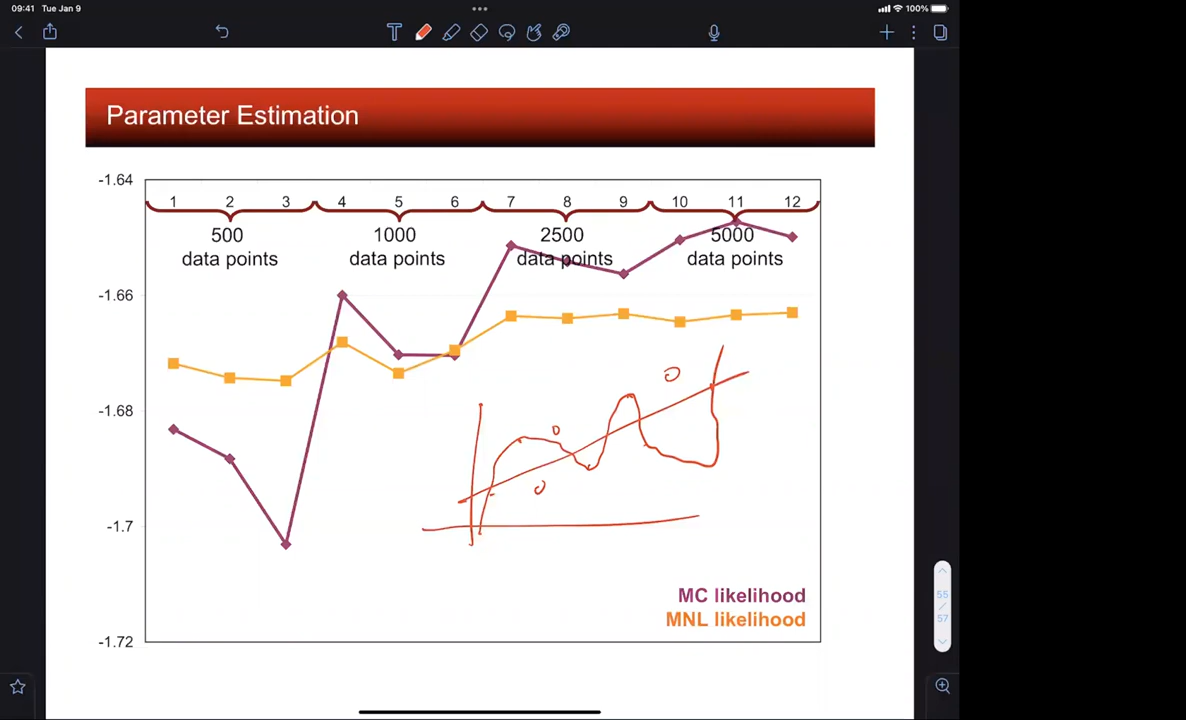 09:41 Tue Jan 9
100%
Parameter Estimation
-1.64
1 2 3 4 5 6 7 8 9 10 11 12
500 1000 2500 5000
data points data points data points data points
-1.66
-1.68
-1.7
MC likelihood
MNL likelihood
-1.72
55
/
57